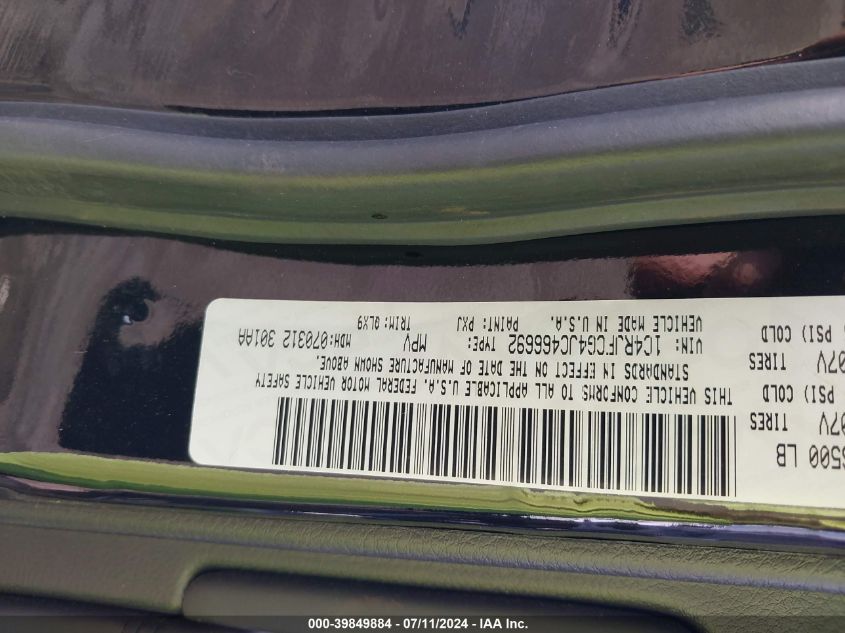 6500 LB
07V TIRES
PSI) COLD
07V TIRES
PSI) COLD
THIS VEHICLE CONFORMS TO ALL APPLICABLE U.S.A. FEDERAL MOTOR VEHICLE SAFETY
STANDARDS IN EFFECT ON THE DATE OF MANUFACTURE SHOWN ABOVE.
VIN: 1C4RJFCG4JC466692 TYPE: MPV MDH:070312 301AA
VEHICLE MADE IN U.S.A. PAINT: PXJ TRIM: QLX9
000-39849884 / 07/11/2024 - IAA Inc.